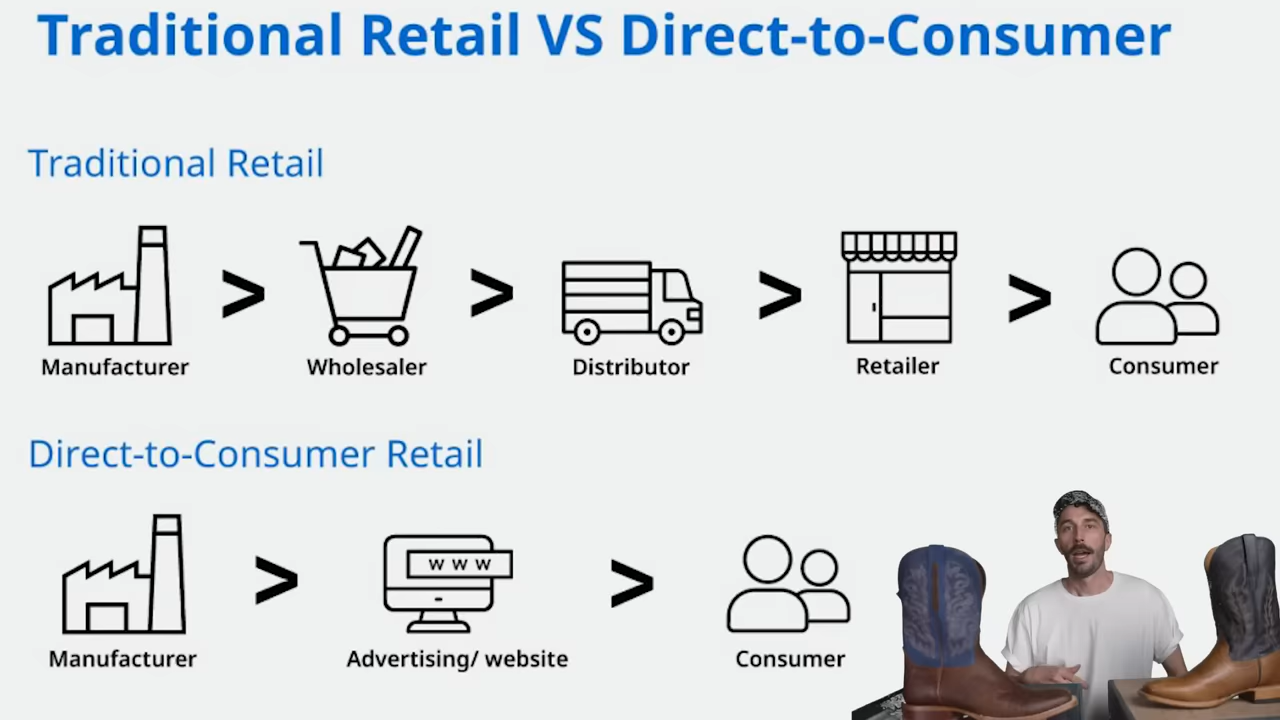 Traditional Retail VS Direct-to-Consumer
Traditional Retail
> > > >
Manufacturer Wholesaler Distributor Retailer Consumer
Direct-to-Consumer Retail
W W W
> >
Manufacturer Advertising/ website Consumer